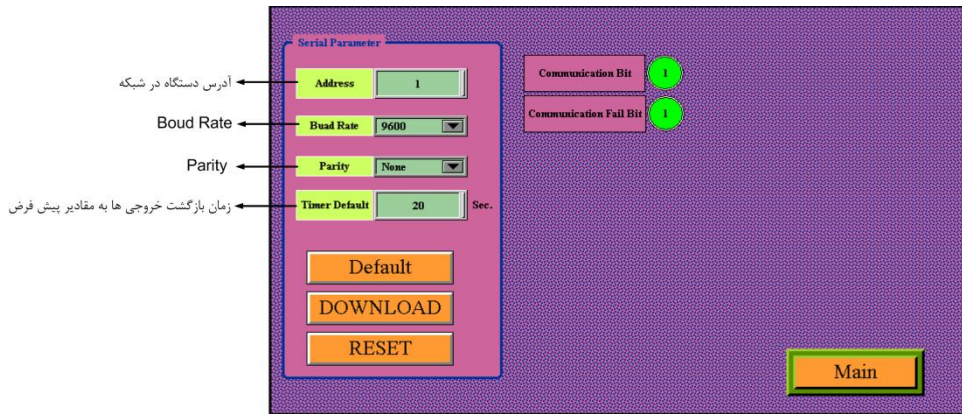 Serial Parameter
آدرس دستگاه در شبکه
Address
1
Boud Rate
Buad Rate
9600
Parity
Parity
None
زمان بازگشت خروجی ها به مقادیر پیش فرض
Timer Default
20
Sec.
Default
DOWNLOAD
RESET
Communication Bit
1
Communication Fail Bit
1
Main